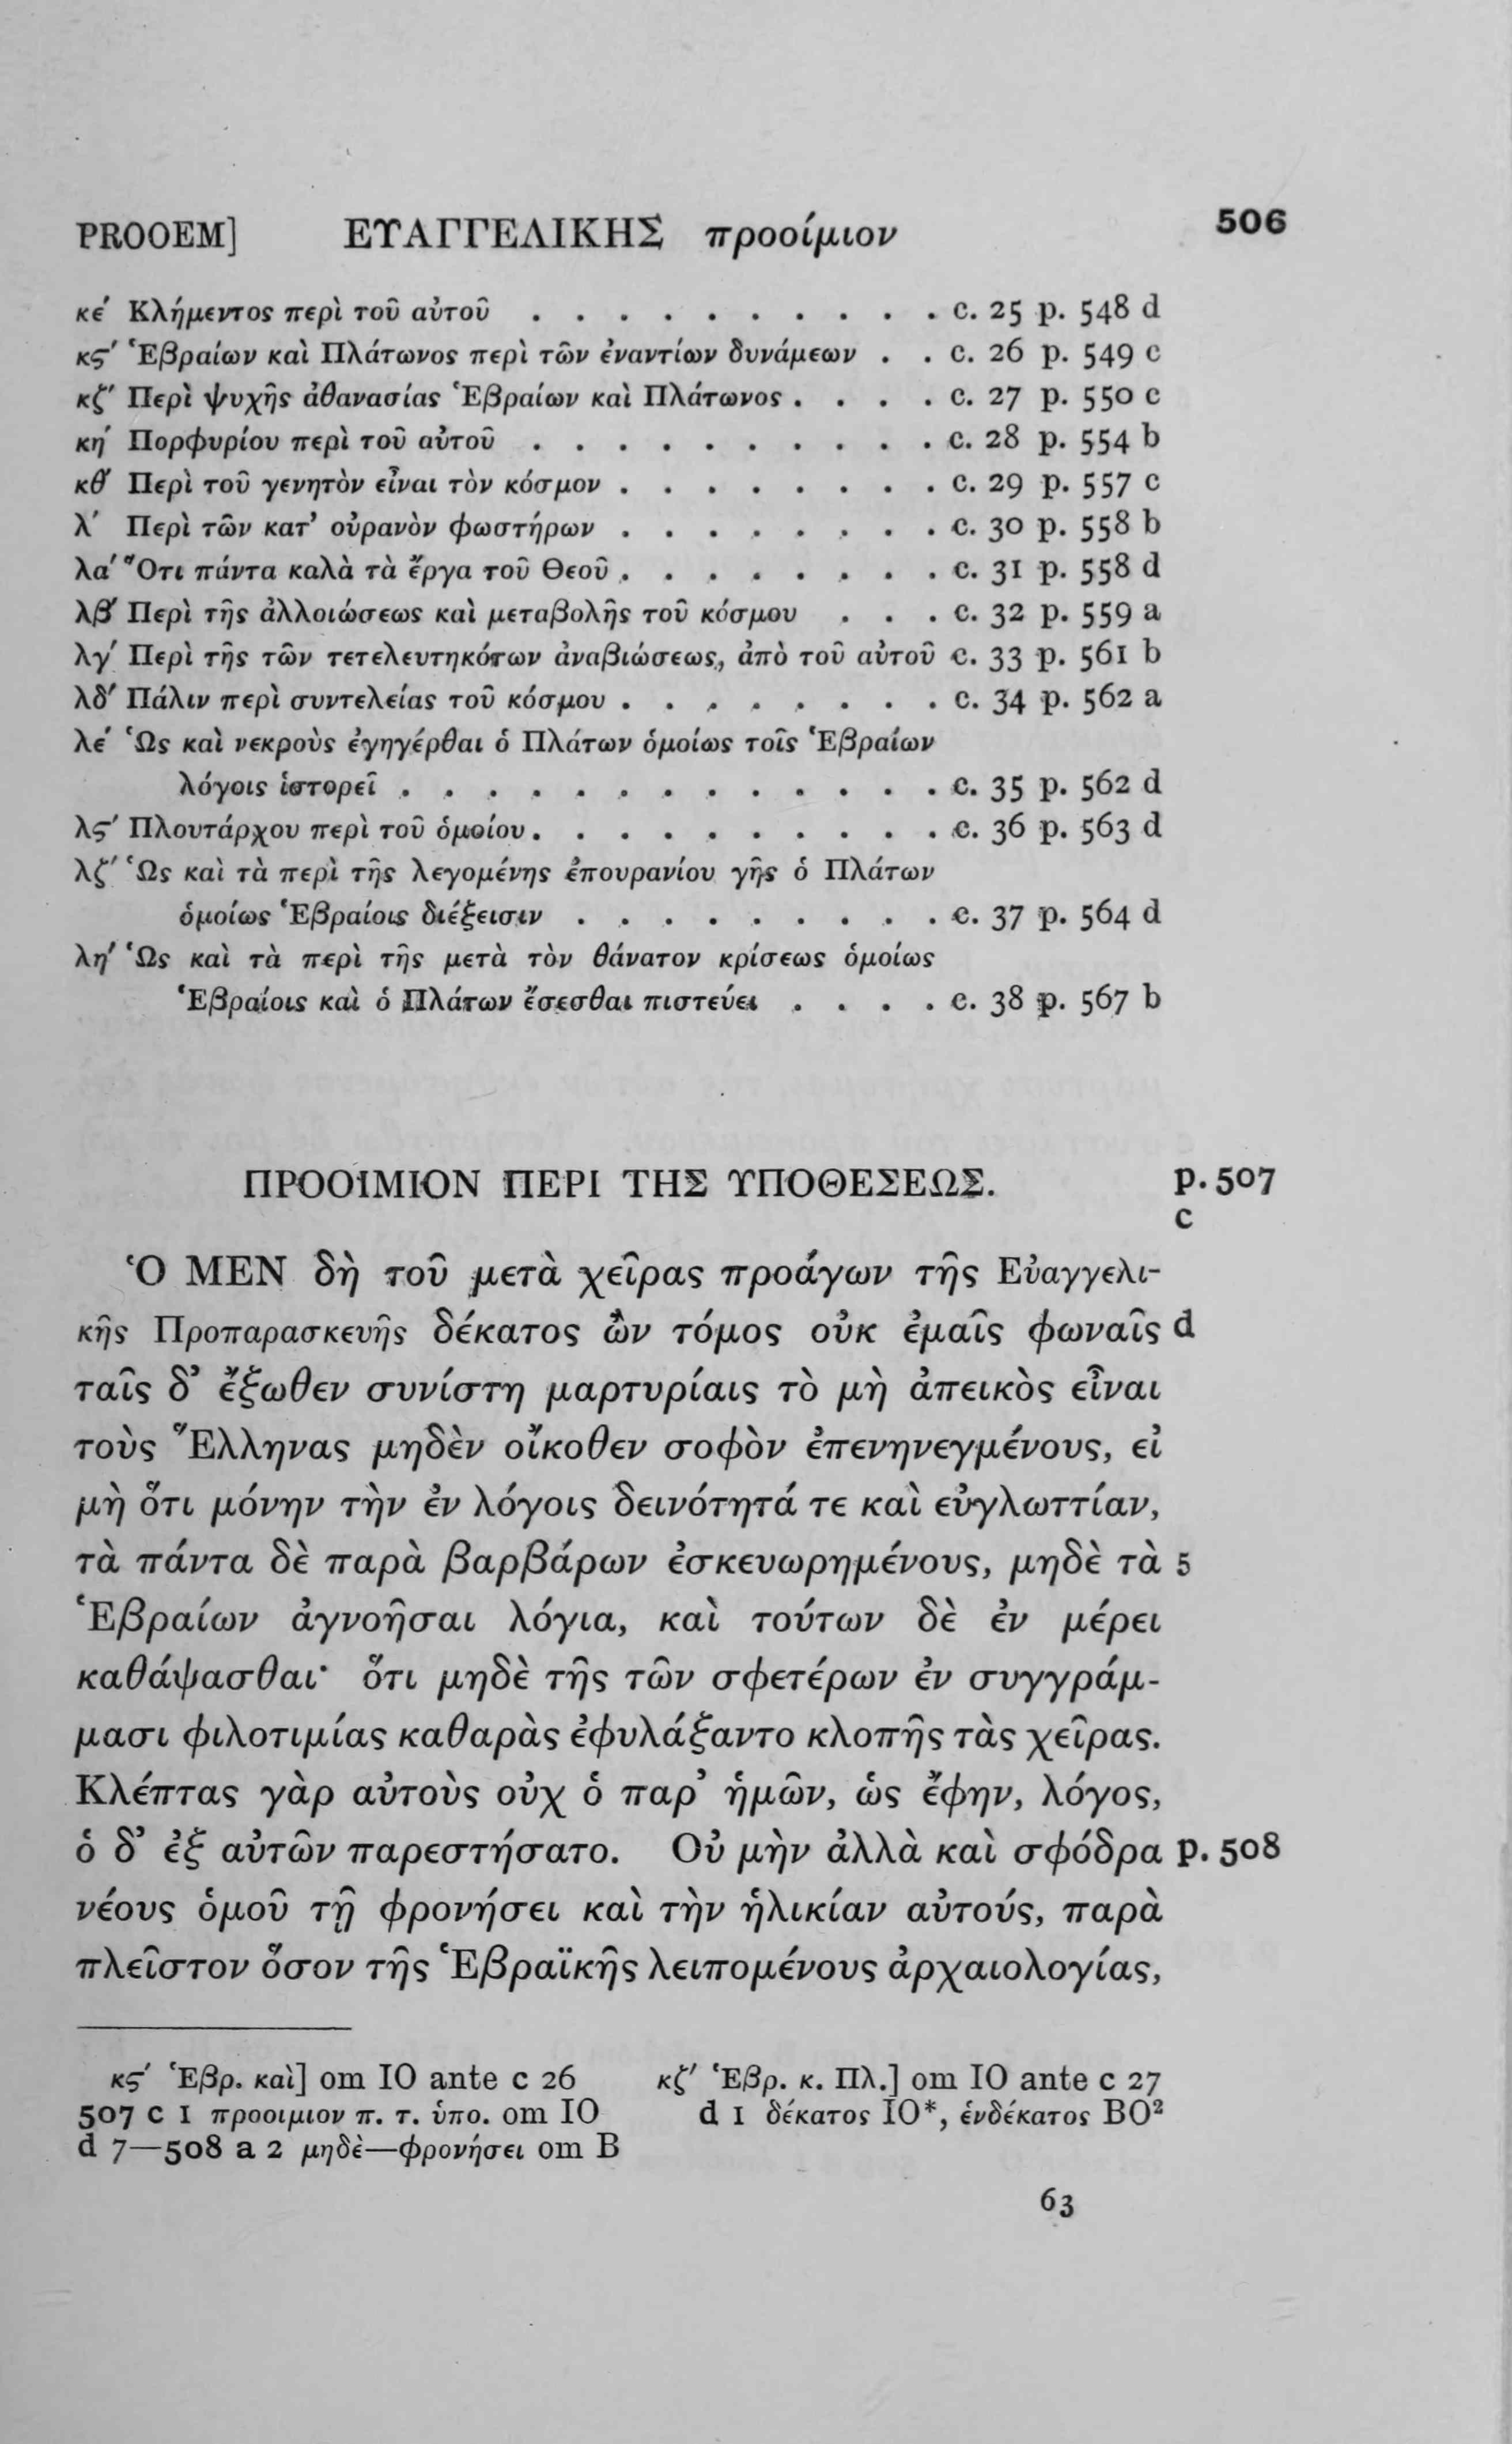 PROOEM] ΕΥΑΓΓΕΛΙΚΗΣ προοίμιον 506
κέ Κλήμεντος περὶ τοῦ αὐτοῦ . . . . . . . . . . c. 25 p. 548 d
κϛ´ Ἑβραίων καὶ Πλάτωνος περὶ τῶν ἐναντίων δυνάμεων . . c. 26 p. 549 c
κζ´ Περὶ ψυχῆς ἀθανασίας Ἑβραίων καὶ Πλάτωνος . . . . c. 27 p. 550 c
κή Πορφυρίου περὶ τοῦ αὐτοῦ . . . . . . . . . . c. 28 p. 554 b
κθ´ Περὶ τοῦ γενητὸν εἶναι τὸν κόσμον . . . . . . . . c. 29 p. 557 c
λ´ Περὶ τῶν κατ’ οὐρανὸν φωστήρων . . . . . . . . c. 30 p. 558 b
λα´ Ὅτι πάντα καλὰ τὰ ἔργα τοῦ Θεοῦ . . . . . . . . c. 31 p. 558 d
λβ´ Περὶ τῆς ἀλλοιώσεως καὶ μεταβολῆς τοῦ κόσμου . . . c. 32 p. 559 a
λγ´ Περὶ τῆς τῶν τετελευτηκότων ἀναβιώσεως, ἀπὸ τοῦ αὐτοῦ c. 33 p. 561 b
λδ´ Πάλιν περὶ συντελείας τοῦ κόσμου . . . . . . . . c. 34 p. 562 a
λέ Ὡς καὶ νεκροὺς ἐγηγέρθαι ὁ Πλάτων ὁμοίως τοῖς Ἑβραίων
λόγοις ἱστορεῖ . . . . . . . . . . . . . c. 35 p. 562 d
λϛ´ Πλουτάρχου περὶ τοῦ ὁμοίου . . . . . . . . . . c. 36 p. 563 d
λζ´ Ὡς καὶ τὰ περὶ τῆς λεγομένης ἐπουρανίου γῆς ὁ Πλάτων
ὁμοίως Ἑβραίοις διέξεισιν . . . . . . . . . c. 37 p. 564 d
λή Ὡς καὶ τὰ περὶ τῆς μετὰ τὸν θάνατον κρίσεως ὁμοίως
Ἑβραίοις καὶ ὁ Πλάτων ἔσεσθαι πιστεύει . . . . c. 38 p. 567 b
ΠΡΟΟΙΜΙΟΝ ΠΕΡΙ ΤΗΣ ΥΠΟΘΕΣΕΩΣ. p. 507
c
Ὁ ΜΕΝ δὴ τοῦ μετὰ χεῖρας προάγων τῆς Εὐαγγελι-
κῆς Προπαρασκευῆς δέκατος ὢν τόμος οὐκ ἐμαῖς φωναῖς d
ταῖς δ’ ἔξωθεν συνίστη μαρτυρίαις τὸ μὴ ἀπεικὸς εἶναι
τοὺς Ἕλληνας μηδὲν οἴκοθεν σοφὸν ἐπενηνεγμένους, εἰ
μὴ ὅτι μόνην τὴν ἐν λόγοις δεινότητά τε καὶ εὐγλωττίαν,
τὰ πάντα δὲ παρὰ βαρβάρων ἐσκευωρημένους, μηδὲ τὰ 5
Ἑβραίων ἀγνοῆσαι λόγια, καὶ τούτων δὲ ἐν μέρει
καθάψασθαι· ὅτι μηδὲ τῆς τῶν σφετέρων ἐν συγγράμ-
μασι φιλοτιμίας καθαρὰς ἐφυλάξαντο κλοπῆς τὰς χεῖρας.
Κλέπτας γὰρ αὐτοὺς οὐχ ὁ παρ’ ἡμῶν, ὡς ἔφην, λόγος,
ὁ δ’ ἐξ αὐτῶν παρεστήσατο. Οὐ μὴν ἀλλὰ καὶ σφόδρα p. 508
νέους ὁμοῦ τῇ φρονήσει καὶ τὴν ἡλικίαν αὐτούς, παρὰ
πλεῖστον ὅσον τῆς Ἑβραϊκῆς λειπομένους ἀρχαιολογίας,
κϛ´ Ἑβρ. καὶ] om IO ante c 26 κζ´ Ἑβρ. κ. Πλ.] om IO ante c 27
507 c 1 προοιμιον π. τ. ὑπο. om IO d 1 δέκατος IO*, ἑνδέκατος BO²
d 7—508 a 2 μηδὲ—φρονήσει om B
63